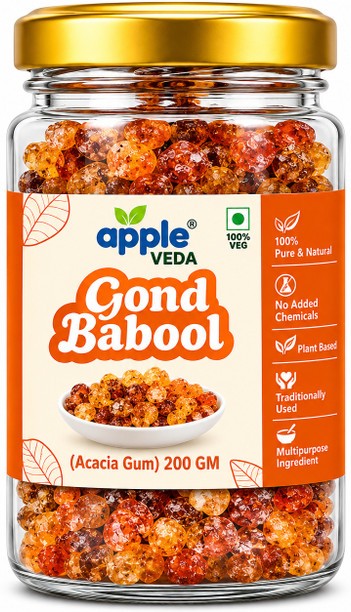 apple®
VEDA
100%
VEG
Gond
Babool
(Acacia Gum) 200 GM
100%
Pure & Natural
No Added
Chemicals
Plant Based
Traditionally
Used
Multipurpose
Ingredient